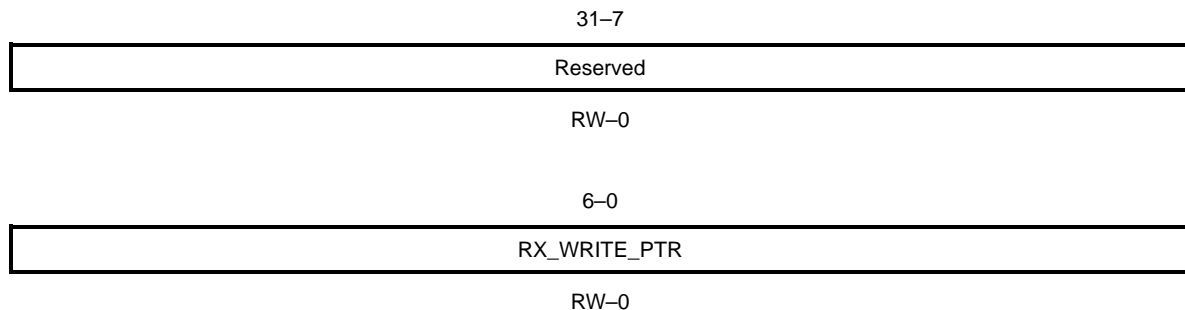 31–7
Reserved
RW–0
6–0
RX_WRITE_PTR
RW–0